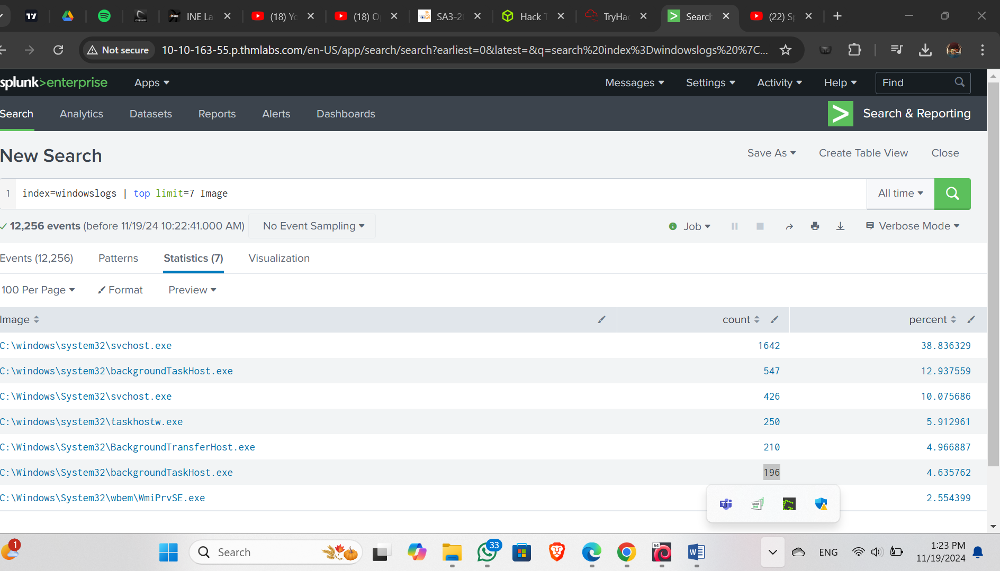 INE La
(18) Yo
(18) O
SA3-20
Hack T
TryHac
Search
(22) Sp
Not secure
10-10-163-55.p.thmlabs.com/en-US/app/search/search?earliest=0&latest=&q=search%20index%3Dwindowslogs%20%7C...
splunk>enterprise
Apps
Messages
Settings
Activity
Help
Find
Search
Analytics
Datasets
Reports
Alerts
Dashboards
Search & Reporting
New Search
Save As
Create Table View
Close
1 index=windowslogs | top limit=7 Image
All time
12,256 events (before 11/19/24 10:22:41.000 AM)
No Event Sampling
Job
Verbose Mode
Events (12,256)
Patterns
Statistics (7)
Visualization
100 Per Page
Format
Preview
Image count percent
C:\windows\system32\svchost.exe 1642 38.836329
C:\windows\system32\backgroundTaskHost.exe 547 12.937559
C:\Windows\System32\svchost.exe 426 10.075686
C:\windows\system32\taskhostw.exe 250 5.912961
C:\Windows\System32\BackgroundTransferHost.exe 210 4.966887
C:\Windows\System32\backgroundTaskHost.exe 196 4.635762
C:\Windows\System32\wbem\WmiPrvSE.exe 2.554399
1
Search
33
64
ENG
1:23 PM
11/19/2024